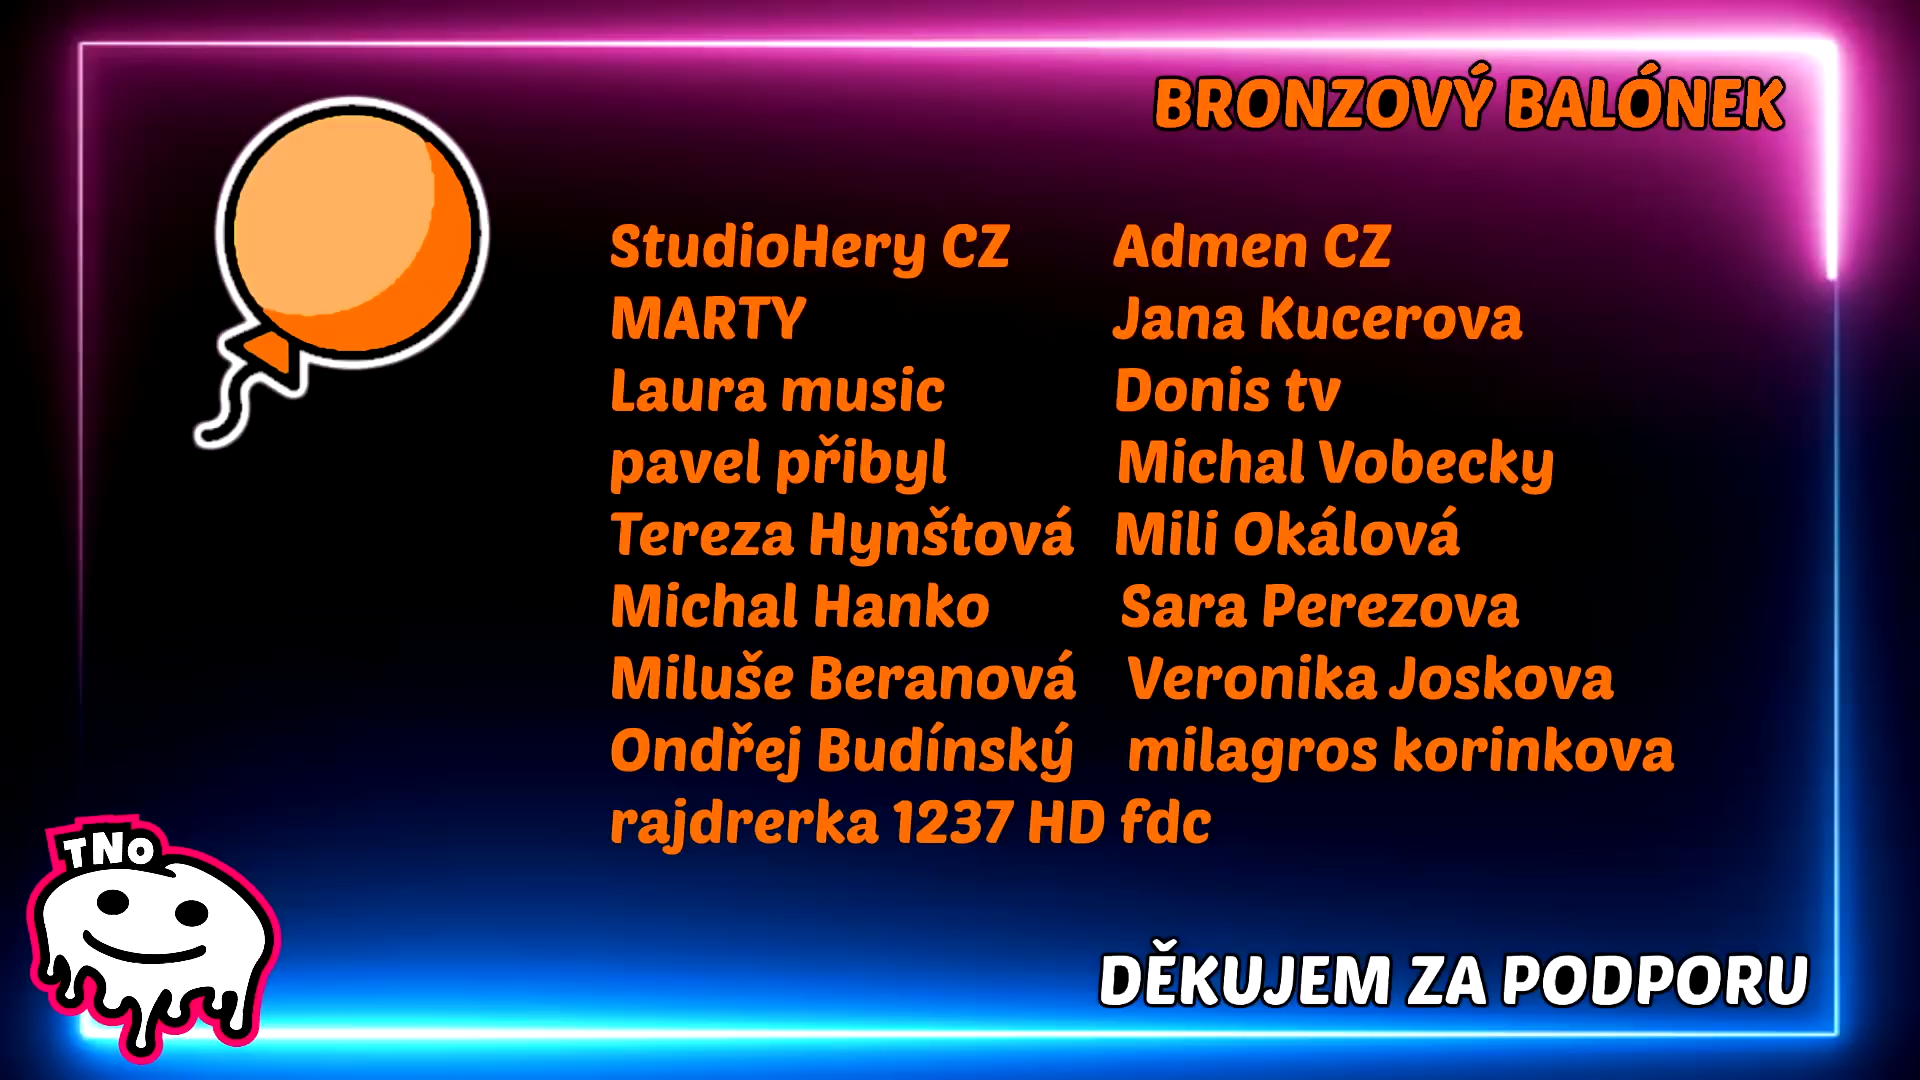 BRONZOVÝ BALÓNEK
StudioHery CZ Admen CZ
MARTY Jana Kucerova
Laura music Donis tv
pavel přibyl Michal Vobecky
Tereza Hynštová Mili Okálová
Michal Hanko Sara Perezova
Miluše Beranová Veronika Joskova
Ondřej Budínský milagros korinkova
rajdrerka 1237 HD fdc
TNO
DĚKUJEM ZA PODPORU